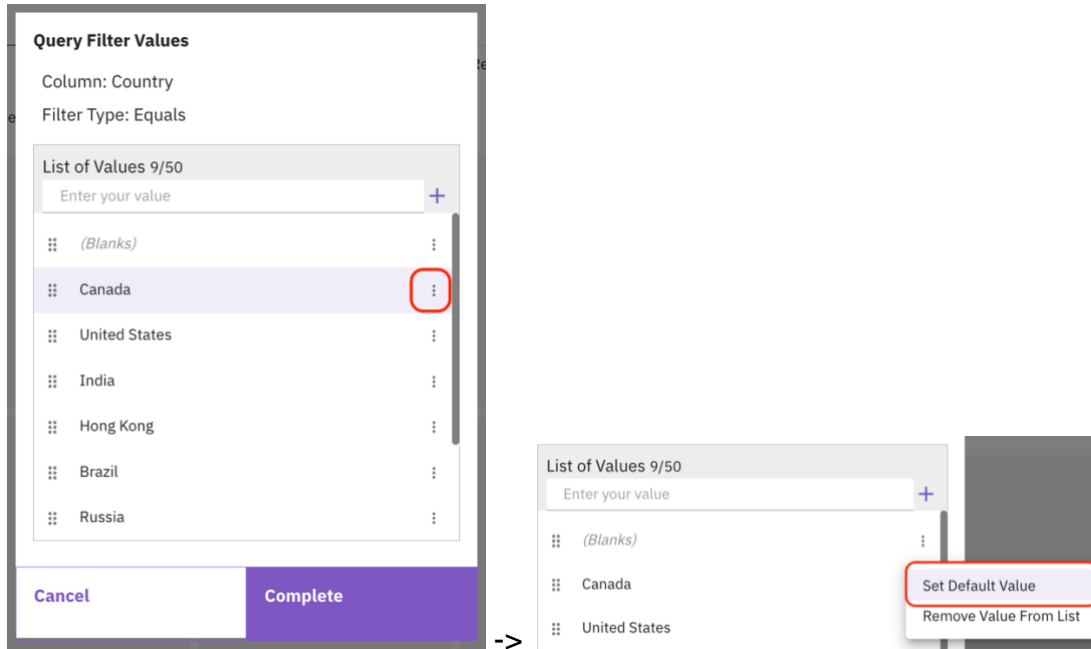 Query Filter Values
Column: Country
Filter Type: Equals
List of Values 9/50
Enter your value
(Blanks)
Canada
United States
India
Hong Kong
Brazil
Russia
Cancel Complete
->
List of Values 9/50
Enter your value
(Blanks)
Canada
United States
Set Default Value
Remove Value From List